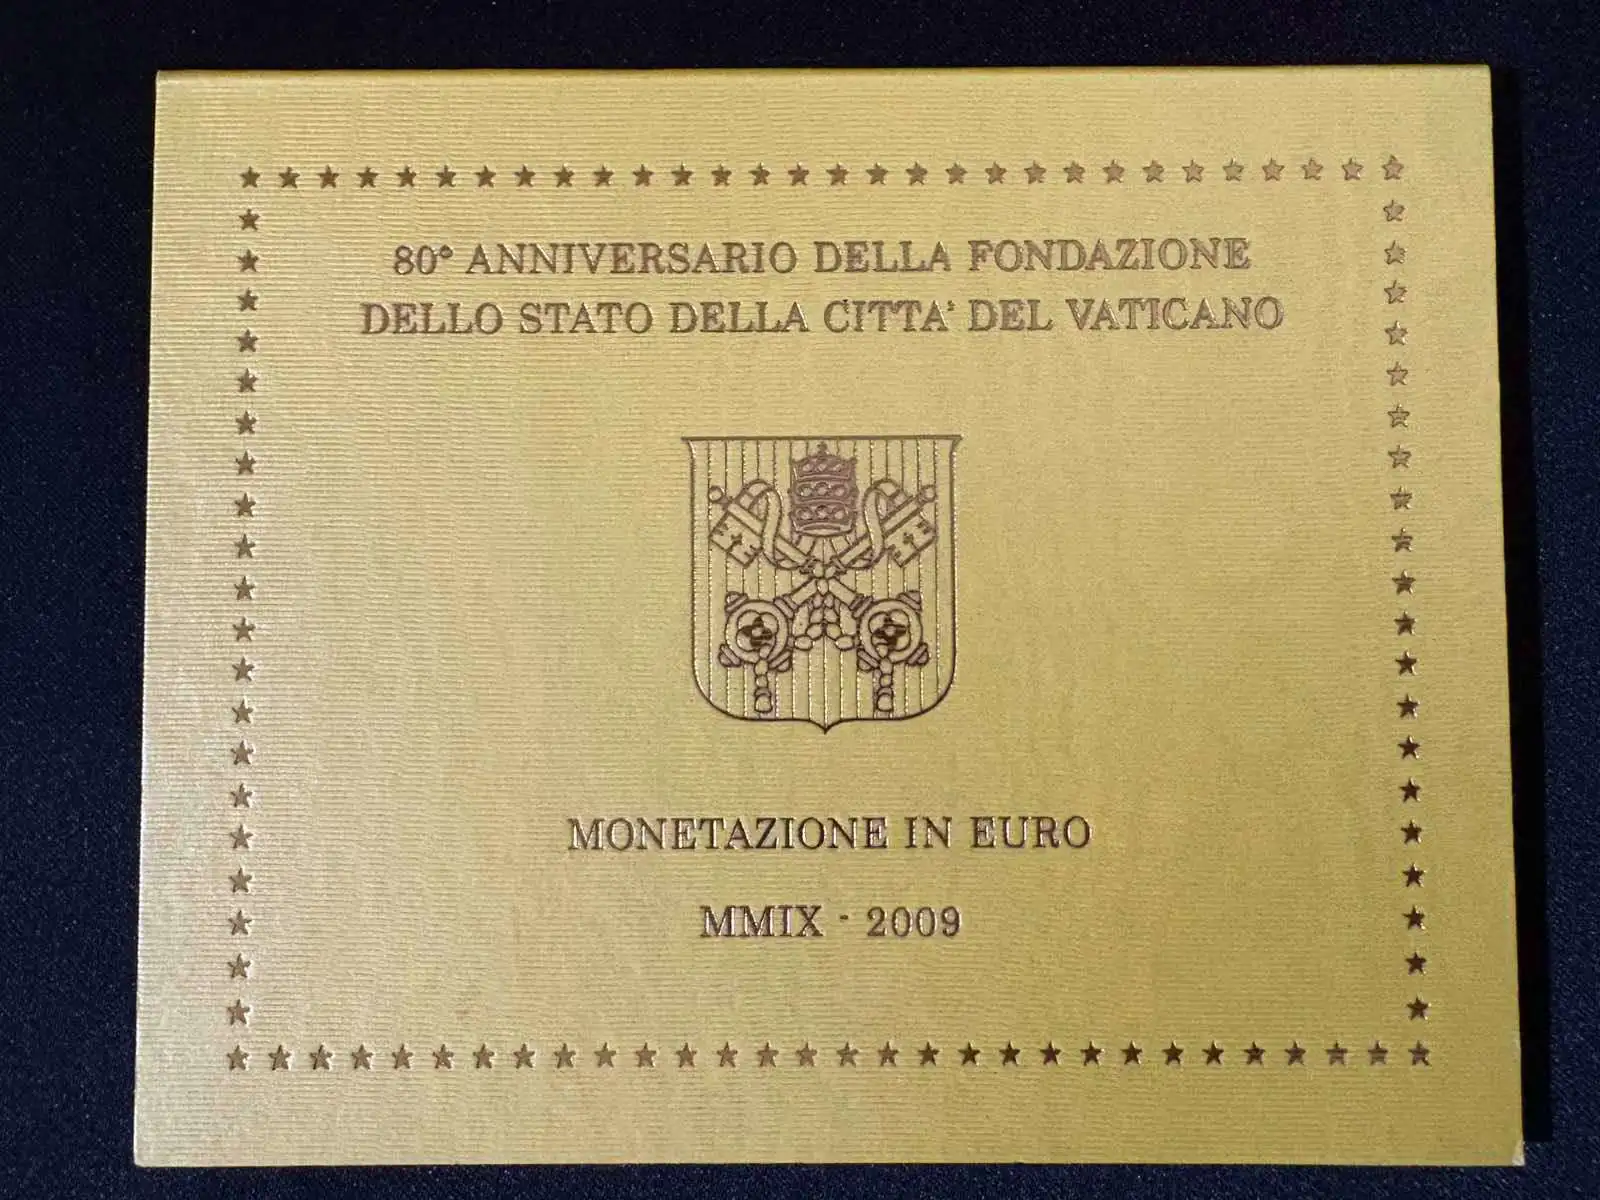 80° ANNIVERSARIO DELLA FONDAZIONE
DELLO STATO DELLA CITTA' DEL VATICANO
MONETAZIONE IN EURO
MMIX - 2009